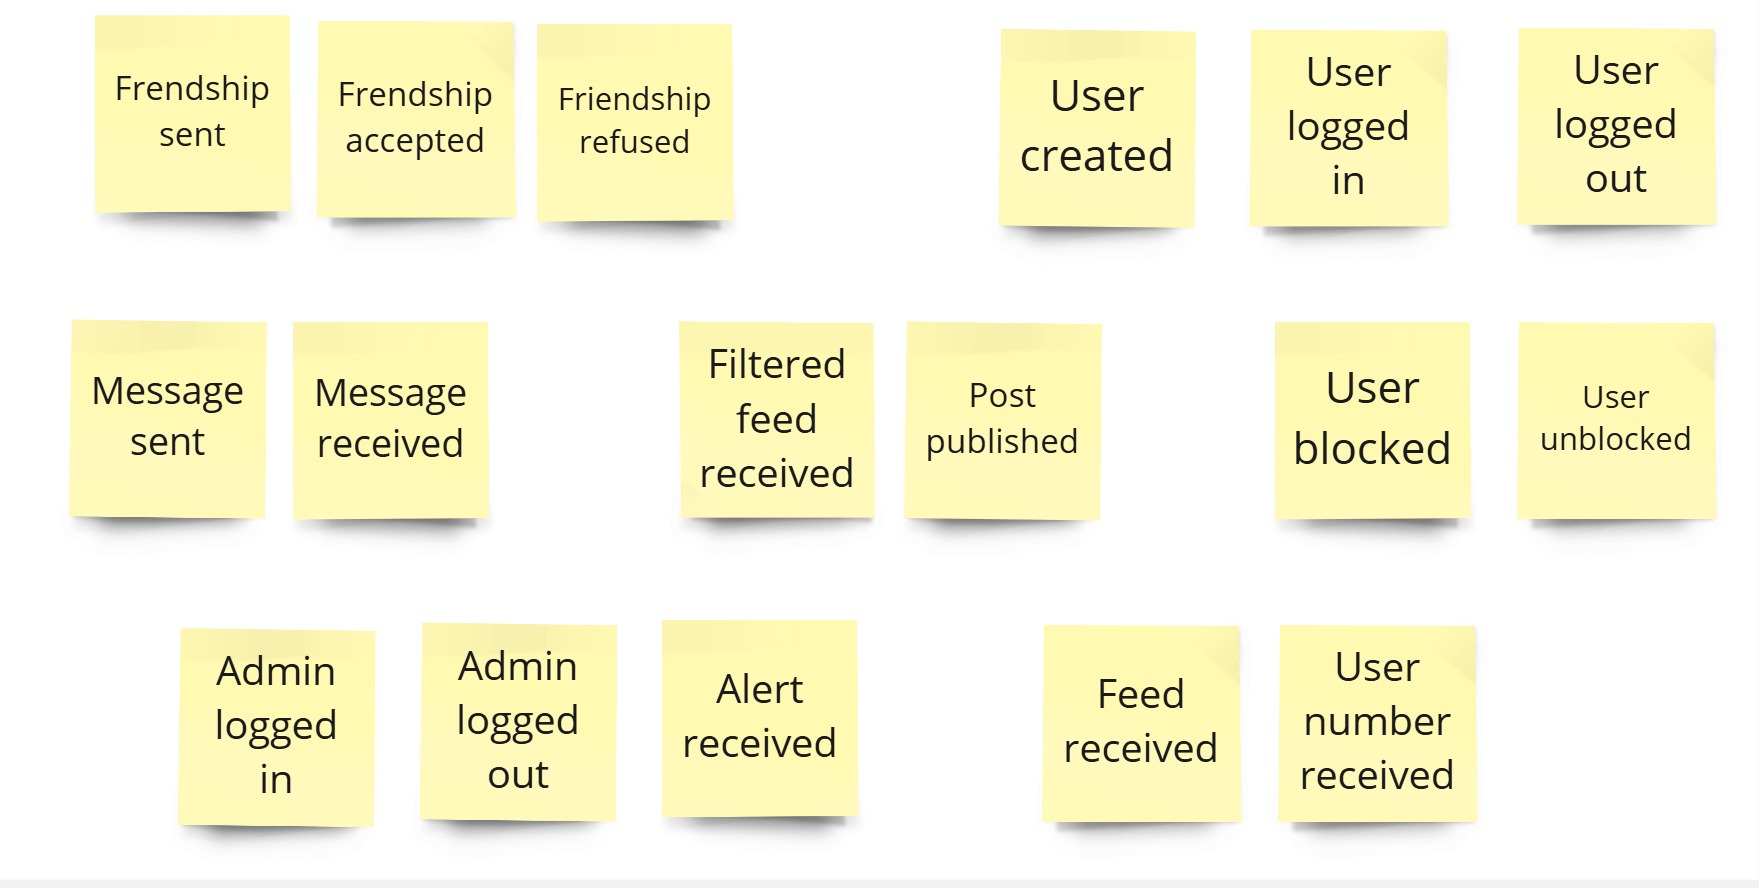 Frendship
sent
Frendship
accepted
Friendship
refused
User
created
User
logged
in
User
logged
out
Message
sent
Message
received
Filtered
feed
received
Post
published
User
blocked
User
unblocked
Admin
logged
in
Admin
logged
out
Alert
received
Feed
received
User
number
received